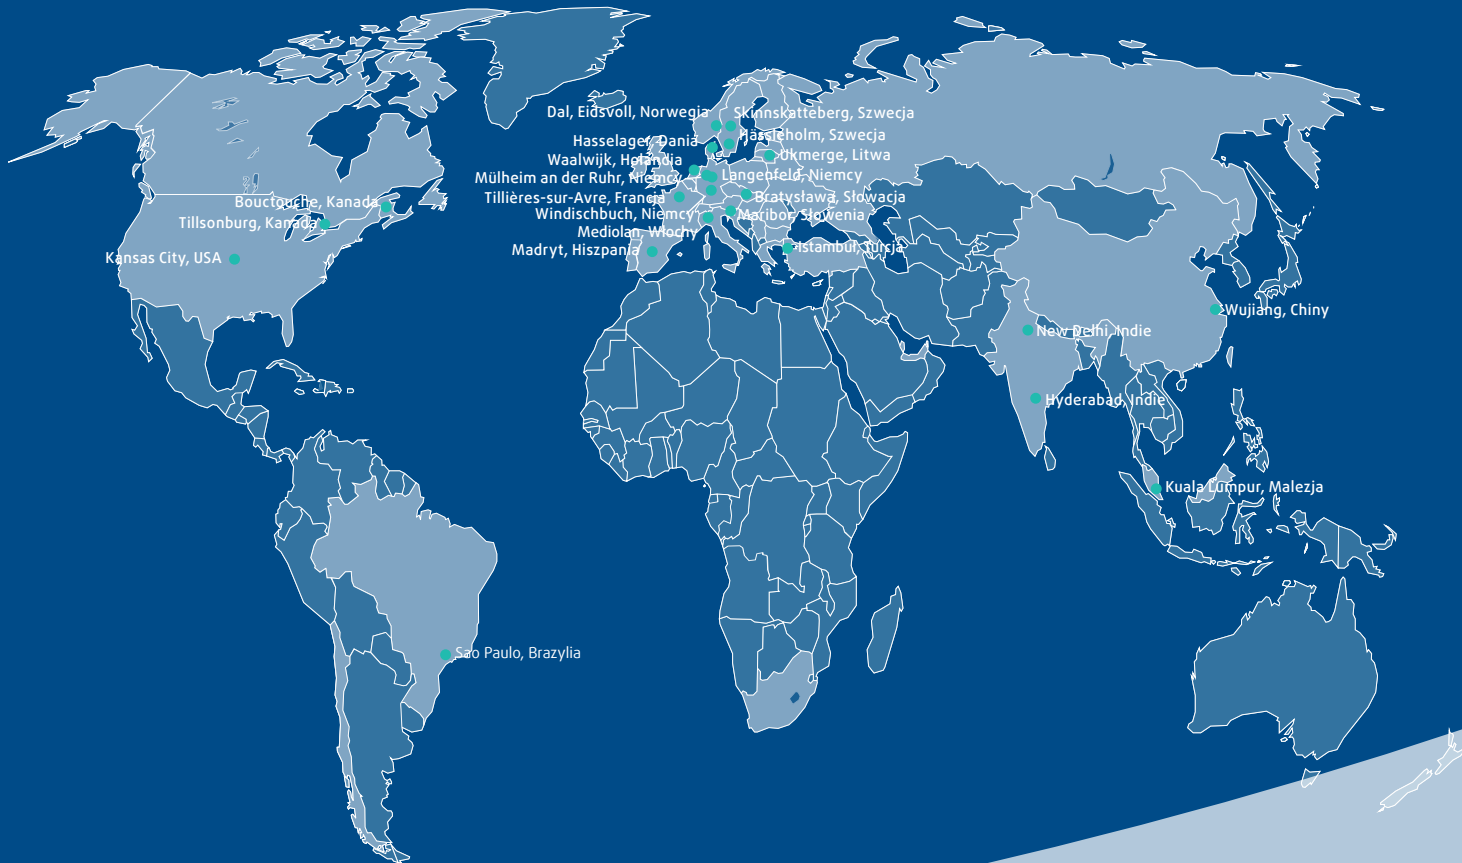 Dal, Eidsvoll, Norwegia
Skinnskatteberg, Szwecja
Hässleholm, Szwecja
Hasselager, Dania
Ukmerge, Litwa
Waalwijk, Holandia
Langenfeld, Niemcy
Mülheim an der Ruhr, Niemcy
Tillières-sur-Avre, Francja
Bratysława, Słowacja
Bouctouche, Kanada
Windischbuch, Niemcy
Maribor, Słowenia
Tillsonburg, Kanada
Mediolan, Włochy
Madryt, Hiszpania
Istambuł, Turcja
Kansas City, USA
Wujiang, Chiny
New Delhi, Indie
Hyderabad, Indie
Kuala Lumpur, Malezja
Sao Paulo, Brazylia